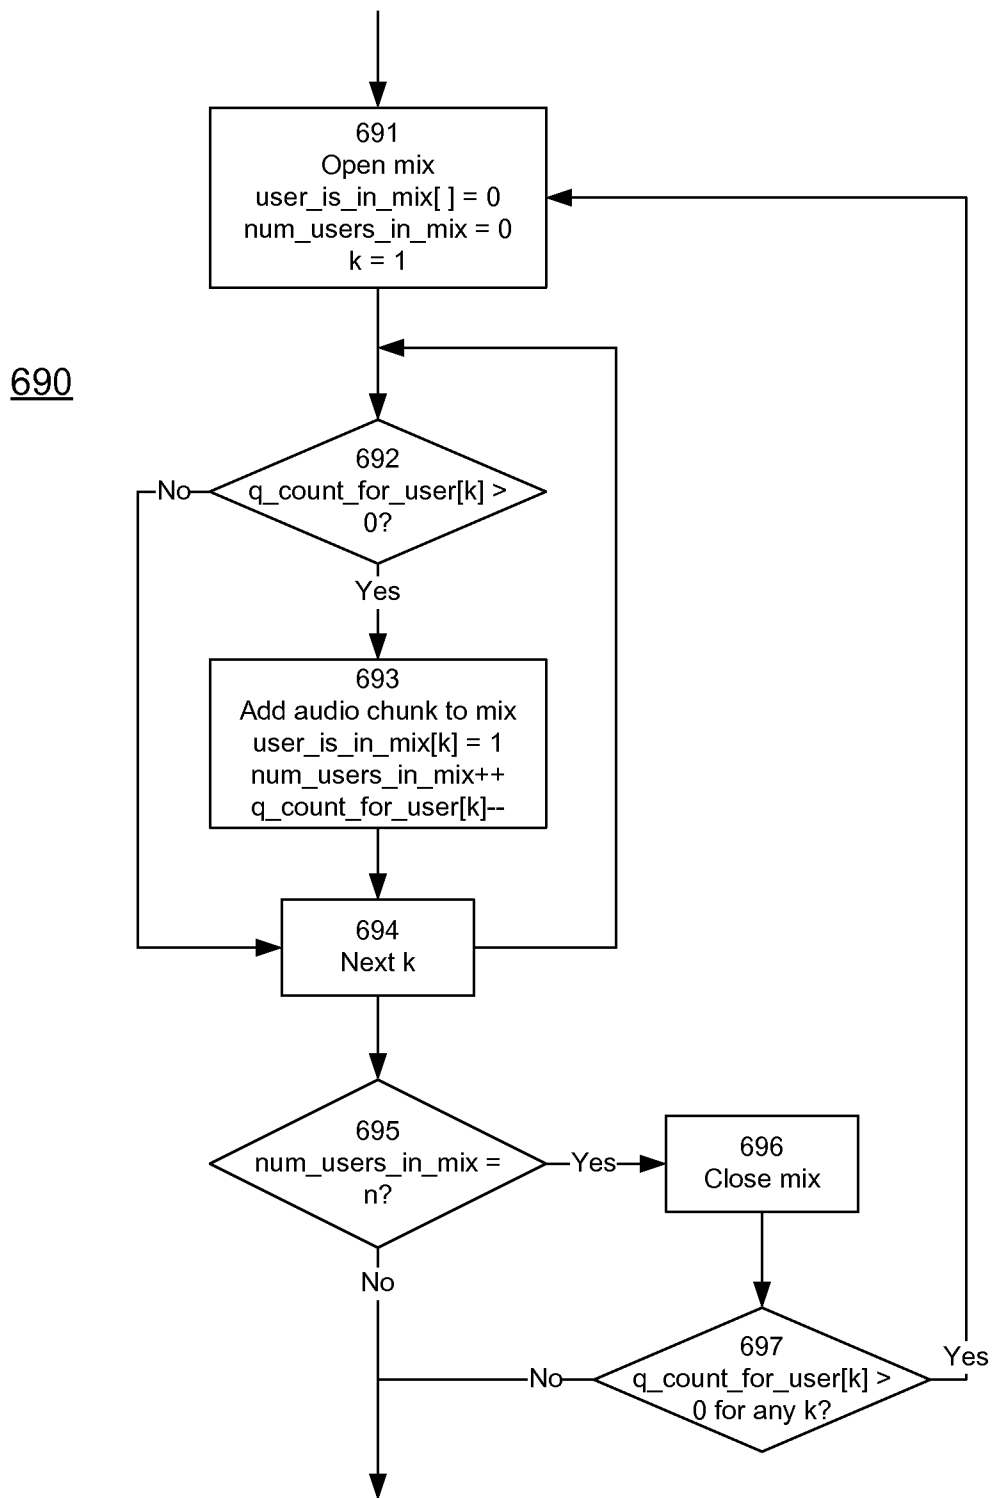 691
Open mix
user_is_in_mix[ ] = 0
num_users_in_mix = 0
k = 1
690
692
q_count_for_user[k] >
0?
No
Yes
693
Add audio chunk to mix
user_is_in_mix[k] = 1
num_users_in_mix++
q_count_for_user[k]--
694
Next k
695
num_users_in_mix =
n?
Yes
696
Close mix
No
697
q_count_for_user[k] >
0 for any k?
No
Yes